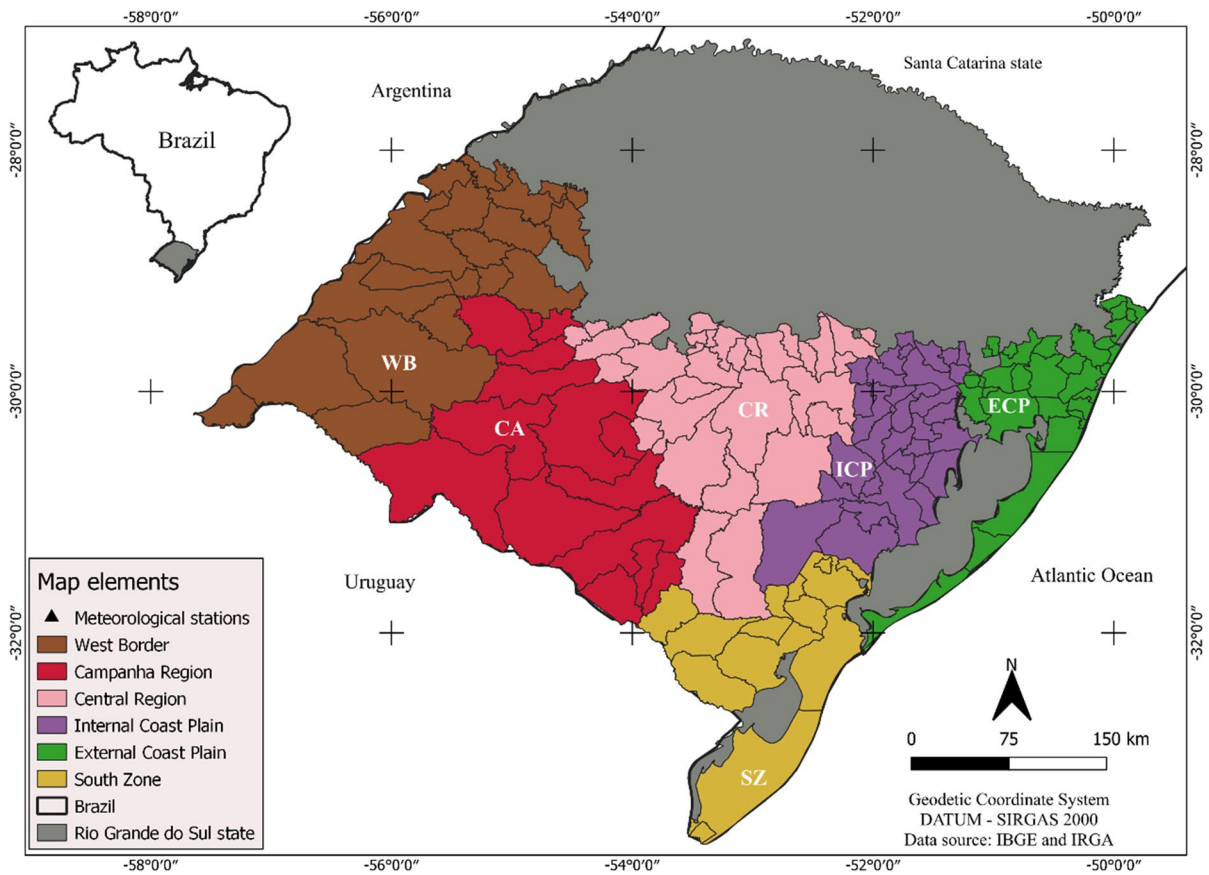 -58°0'0"
-56°0'0"
-54°0'0"
-52°0'0"
-50°0'0"
Santa Catarina state
Argentina
Brazil
-28°0'0"
-28°0'0"
WB
CA
CR
ICP
ECP
SZ
-30°0'0"
-30°0'0"
Uruguay
Atlantic Ocean
-32°0'0"
-32°0'0"
Map elements
Meteorological stations
West Border
Campanha Region
Central Region
Internal Coast Plain
External Coast Plain
South Zone
Brazil
Rio Grande do Sul state
N
0 75 150 km
Geodetic Coordinate System
DATUM - SIRGAS 2000
Data source: IBGE and IRGA
-58°0'0"
-56°0'0"
-54°0'0"
-52°0'0"
-50°0'0"